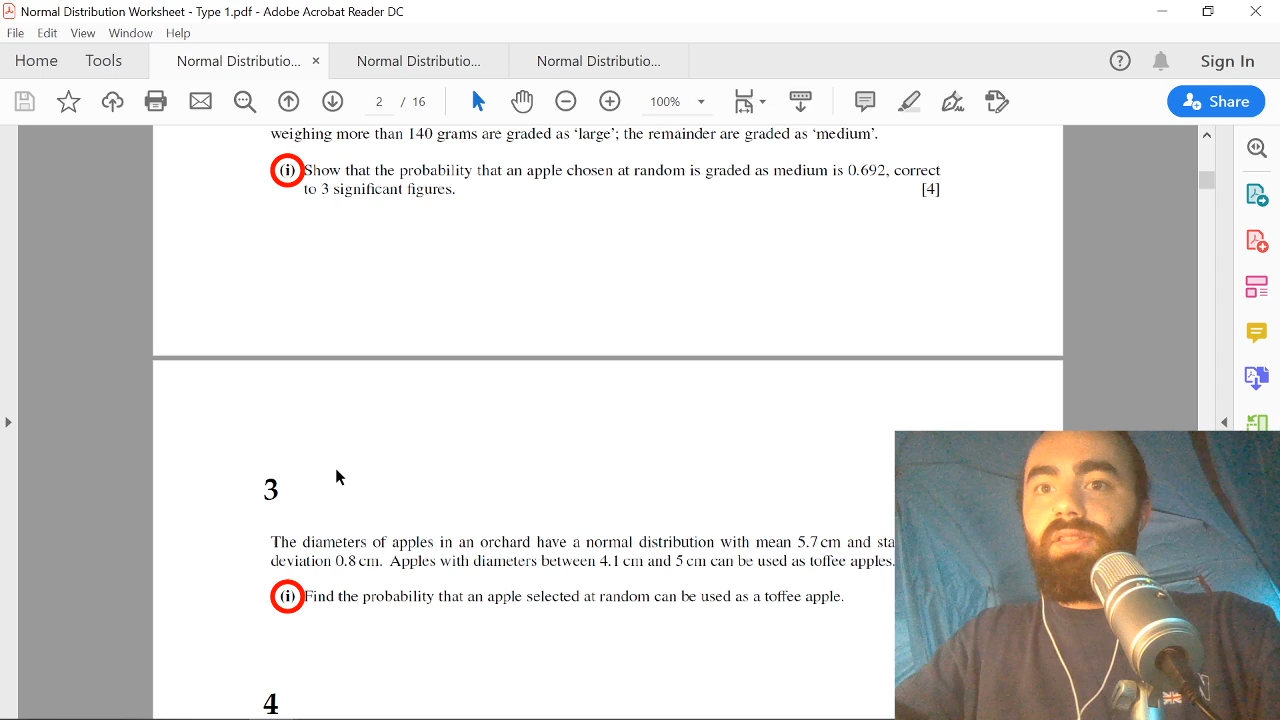 Normal Distribution Worksheet - Type 1.pdf - Adobe Acrobat Reader DC
File Edit View Window Help
Home Tools Normal Distributio... × Normal Distributio... Normal Distributio... Sign In
2 / 16 100% Share
weighing more than 140 grams are graded as ‘large’; the remainder are graded as ‘medium’.
(i) Show that the probability that an apple chosen at random is graded as medium is 0.692, correct
to 3 significant figures. [4]
3
The diameters of apples in an orchard have a normal distribution with mean 5.7 cm and sta
deviation 0.8 cm. Apples with diameters between 4.1 cm and 5 cm can be used as toffee apples.
(i) Find the probability that an apple selected at random can be used as a toffee apple.
4